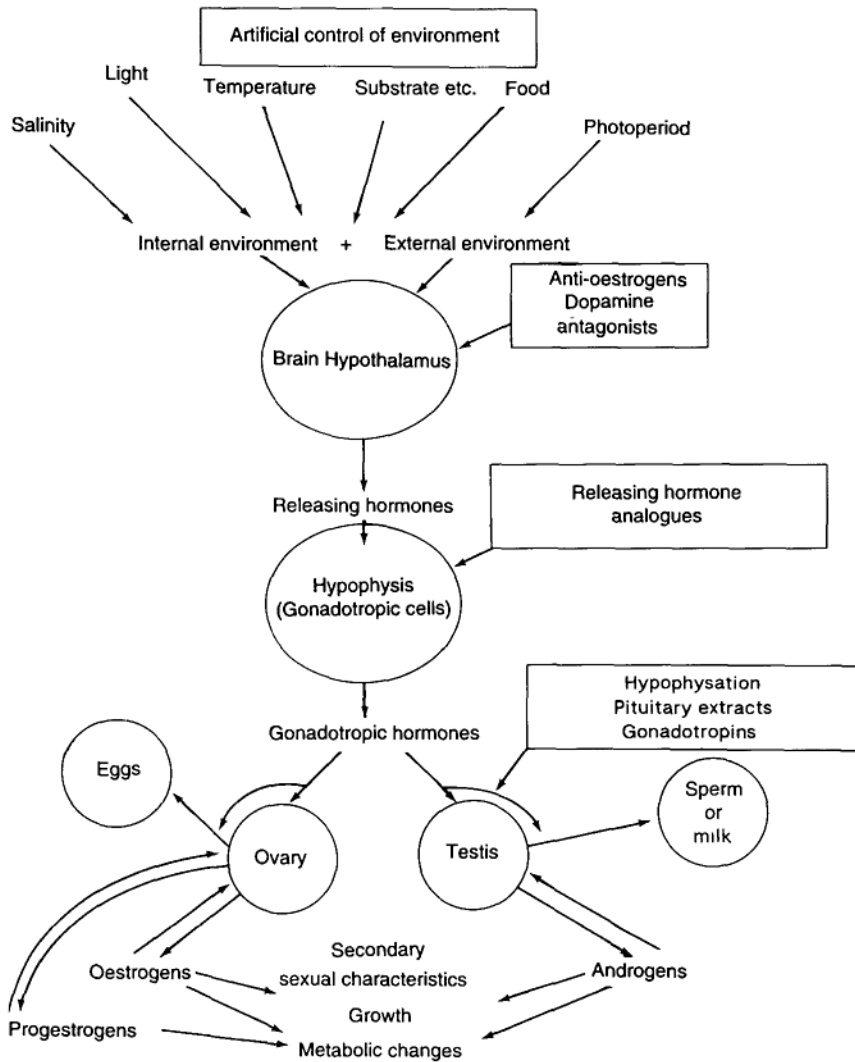 Artificial control of environment
Light
Temperature Substrate etc. Food
Salinity
Photoperiod
Internal environment + External environment
Anti-oestrogens
Dopamine
antagonists
Brain Hypothalamus
Releasing hormones
Releasing hormone
analogues
Hypophysis
(Gonadotropic cells)
Hypophysation
Pituitary extracts
Gonadotropins
Gonadotropic hormones
Eggs
Sperm
or
milk
Ovary
Testis
Secondary
sexual characteristics
Oestrogens
Androgens
Growth
Progestrogens
Metabolic changes